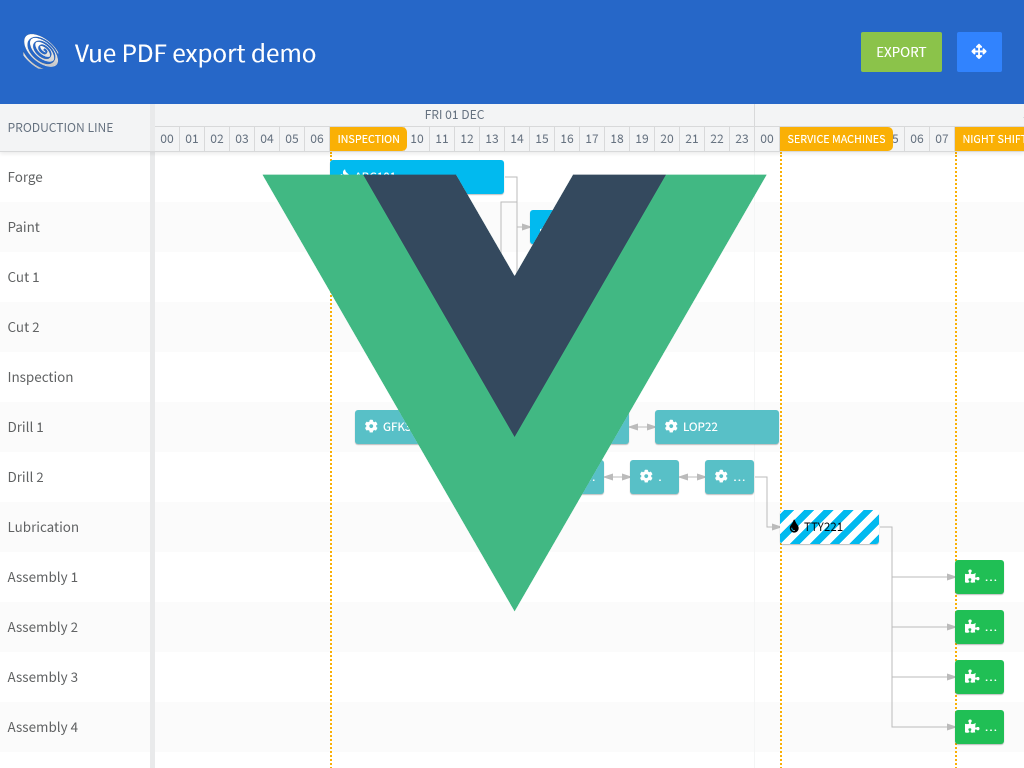 Vue PDF export demo
EXPORT
PRODUCTION LINE
FRI 01 DEC
00 01 02 03 04 05 06 INSPECTION 10 11 12 13 14 15 16 17 18 19 20 21 22 23 00 SERVICE MACHINES 06 07 NIGHT SHIFT
Forge
Paint
Cut 1
Cut 2
Inspection
Drill 1 LOP22
Drill 2 . ...
Lubrication TTY221
Assembly 1 ...
Assembly 2 ...
Assembly 3 ...
Assembly 4 ...